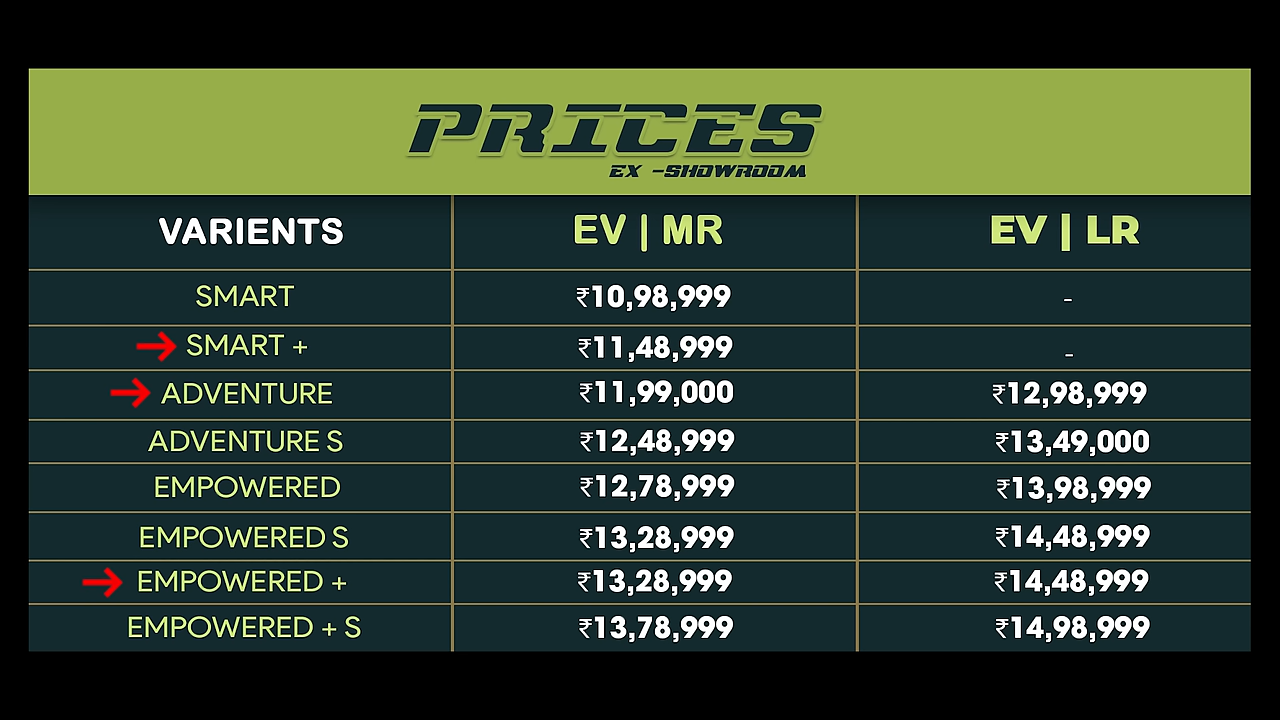 PRICES
EX -SHOWROOM
VARIENTS EV | MR EV | LR
SMART ₹10,98,999 -
SMART + ₹11,48,999 -
ADVENTURE ₹11,99,000 ₹12,98,999
ADVENTURE S ₹12,48,999 ₹13,49,000
EMPOWERED ₹12,78,999 ₹13,98,999
EMPOWERED S ₹13,28,999 ₹14,48,999
EMPOWERED + ₹13,28,999 ₹14,48,999
EMPOWERED + S ₹13,78,999 ₹14,98,999